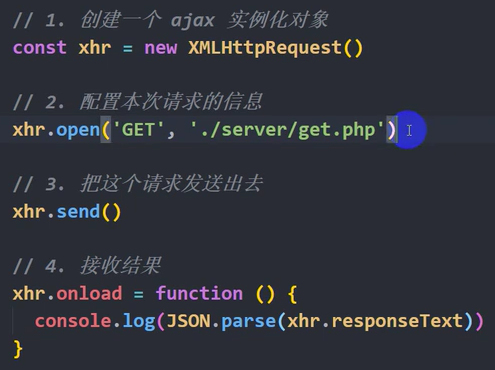 // 1. 创建一个 ajax 实例化对象
const xhr = new XMLHttpRequest()
// 2. 配置本次请求的信息
xhr.open('GET', './server/get.php')
// 3. 把这个请求发送出去
xhr.send()
// 4. 接收结果
xhr.onload = function () {
  console.log(JSON.parse(xhr.responseText))
}